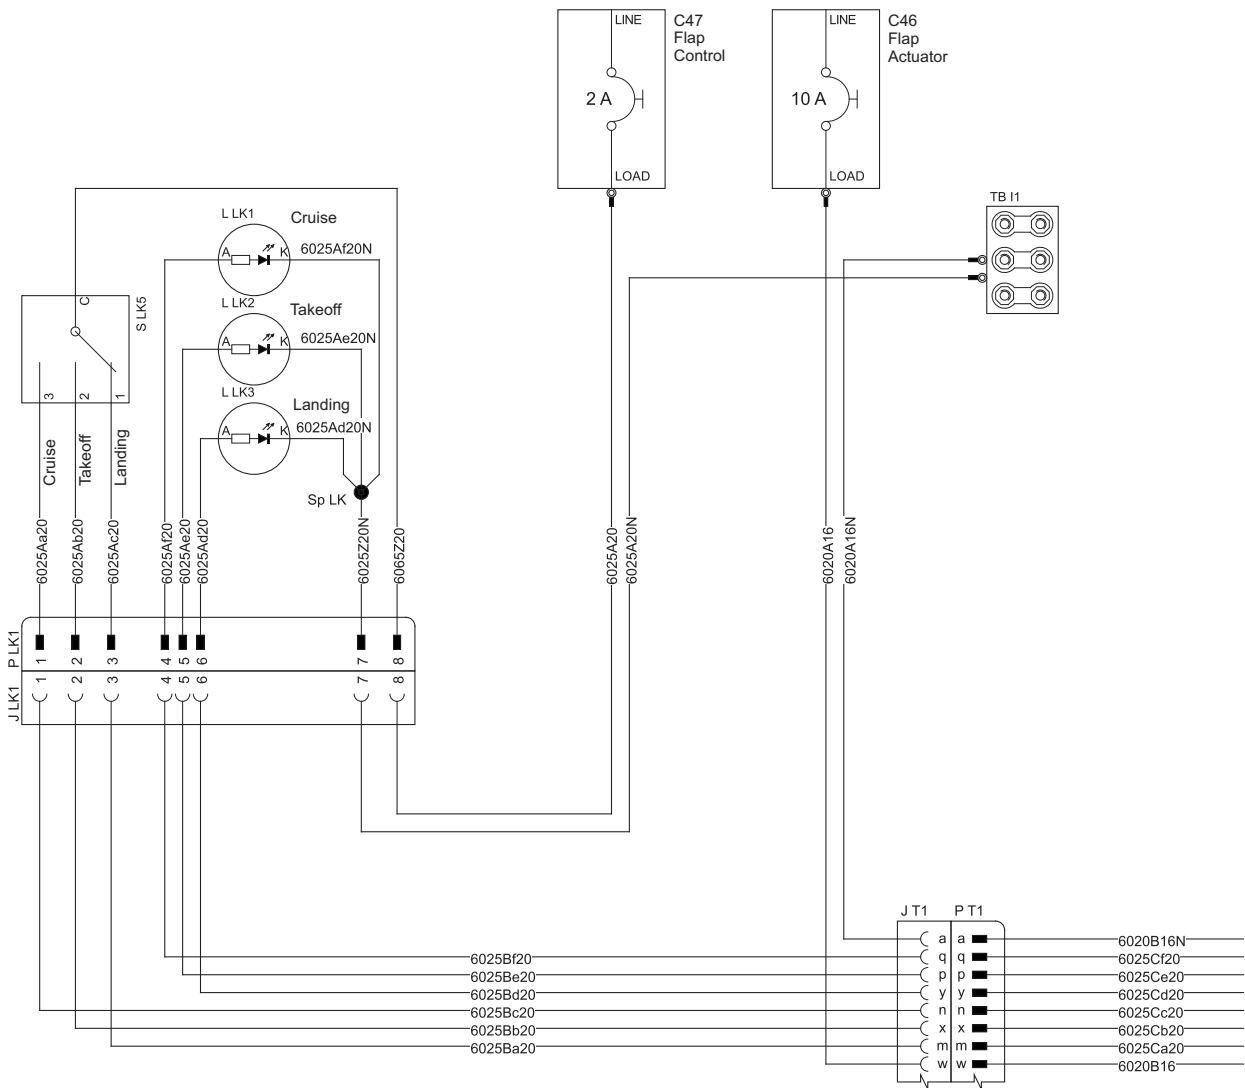 LINE
C47
Flap
Control
2 A
LOAD
LINE
C46
Flap
Actuator
10 A
LOAD
TB I1
L LK1
Cruise
A
K
6025Af20N
L LK2
Takeoff
A
K
6025Ae20N
L LK3
Landing
A
K
6025Ad20N
C
S LK5
3
2
1
Cruise
Takeoff
Landing
Sp LK
6025Aa20
6025Ab20
6025Ac20
6025Af20
6025Ae20
6025Ad20
6025Z20N
6065Z20
6025A20
6025A20N
6020A16
6020A16N
P LK1
1
2
3
4
5
6
7
8
J LK1
1
2
3
4
5
6
7
8
J T1
P T1
a a 6020B16N
6025Bf20 q q 6025Cf20
6025Be20 p p 6025Ce20
6025Bd20 y y 6025Cd20
6025Bc20 n n 6025Cc20
6025Bb20 x x 6025Cb20
6025Ba20 m m 6025Ca20
w w 6020B16